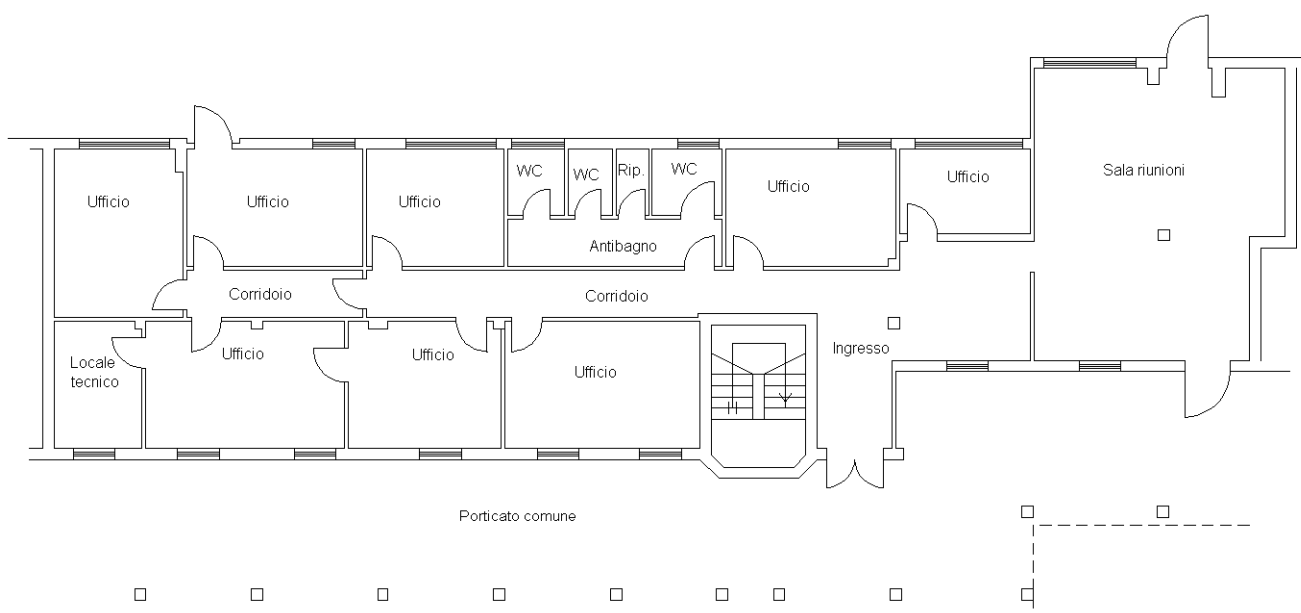 WC
WC
Rip.
WC
Sala riunioni
Ufficio
Ufficio
Ufficio
Ufficio
Ufficio
Antibagno
Corridoio
Corridoio
Ingresso
Ufficio
Ufficio
Locale
tecnico
Ufficio
Porticato comune